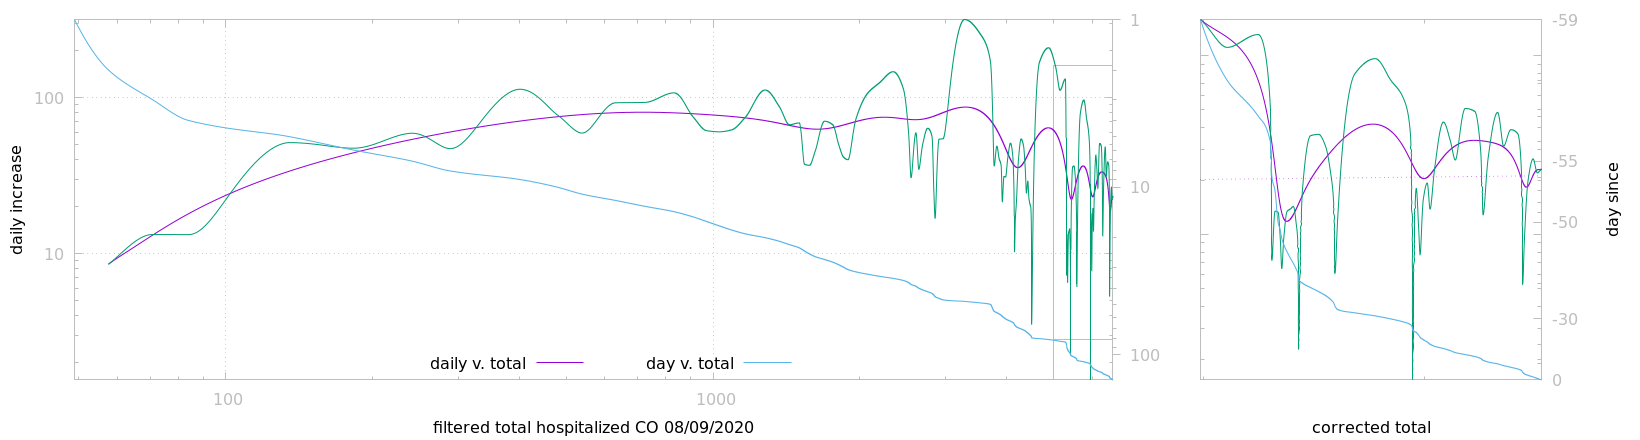 daily increase
100
10
daily v. total
day v. total
100
1000
filtered total hospitalized CO 08/09/2020
1
10
100
-59
-55
-50
-30
0
day since
corrected total